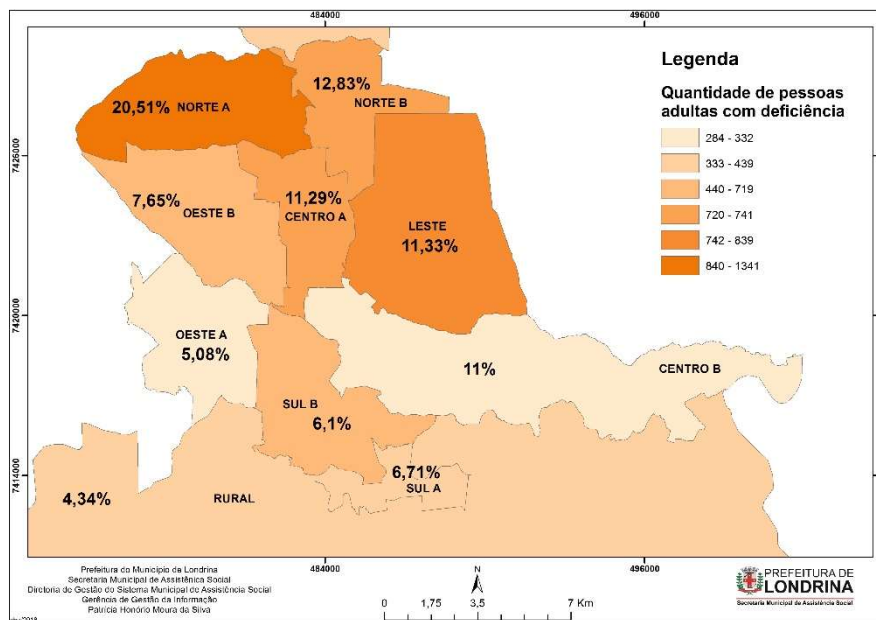 484000
496000
Legenda
Quantidade de pessoas
adultas com deficiência
284 - 332
333 - 439
440 - 719
720 - 741
742 - 839
840 - 1341
12,83%
NORTE B
20,51% NORTE A
7426000
7,65%
OESTE B
11,29%
CENTRO A
LESTE
11,33%
7420000
OESTE A
5,08%
11%
CENTRO B
SUL B
6,1%
7414000
6,71%
SUL A
4,34%
RURAL
484000
496000
Prefeitura do Município de Londrina
Secretaria Municipal de Assistência Social
Diretoria de Gestão do Sistema Municipal de Assistência Social
Gerência de Gestão da Informação
Patrícia Honório Moura da Silva
N
0 1,75 3,5 7 Km
PREFEITURA DE
LONDRINA
Secretaria Municipal de Assistência Social